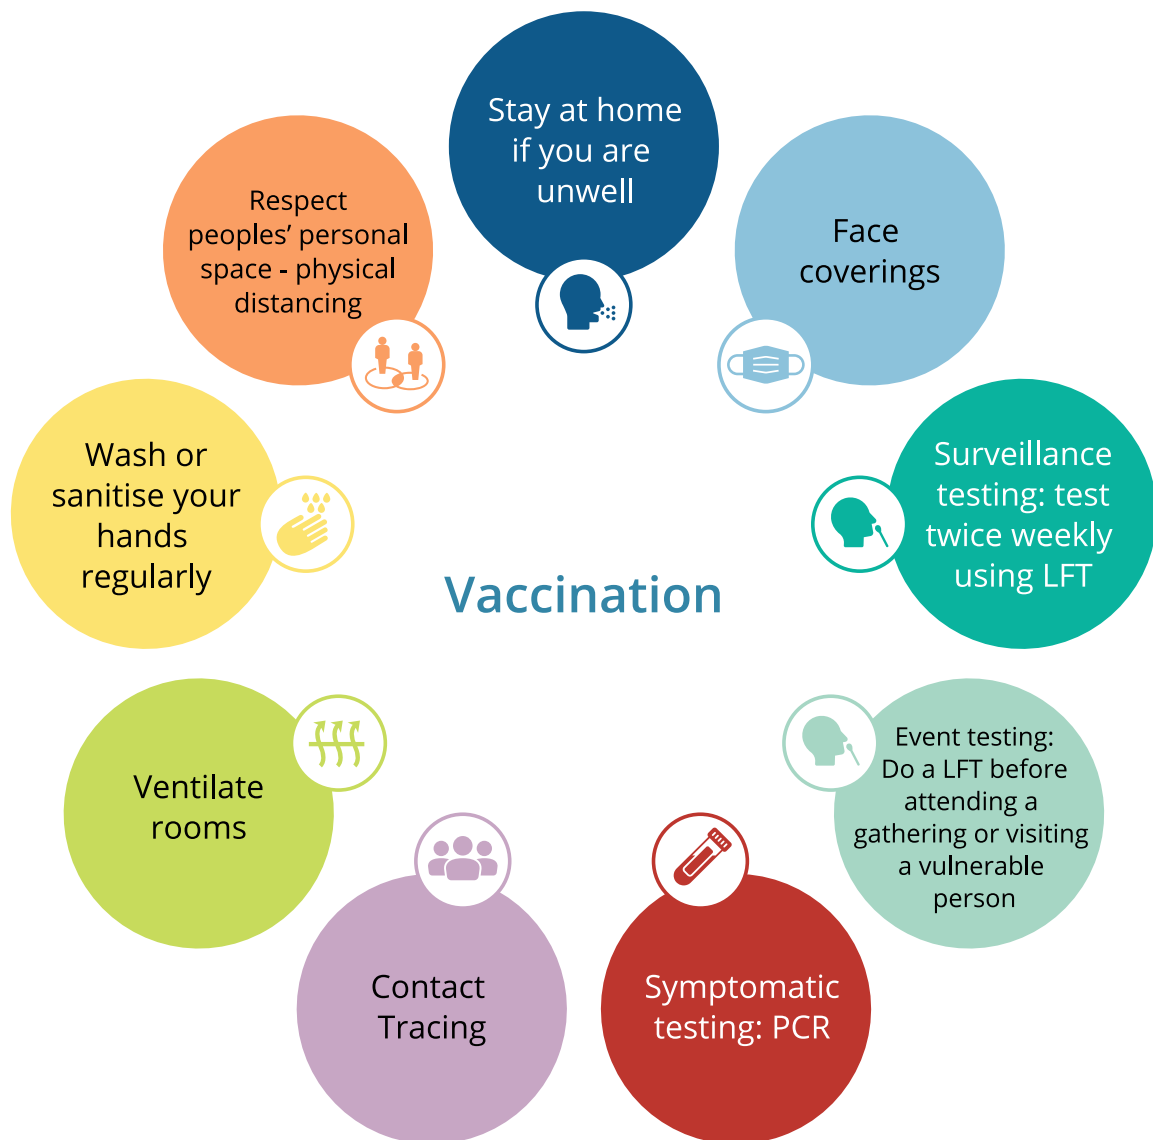 Stay at home
if you are
unwell
Face
coverings
Surveillance
testing: test
twice weekly
using LFT
Event testing:
Do a LFT before
attending a
gathering or visiting
a vulnerable
person
Symptomatic
testing: PCR
Contact
Tracing
Ventilate
rooms
Wash or
sanitise your
hands
regularly
Respect
peoples’ personal
space - physical
distancing
Vaccination